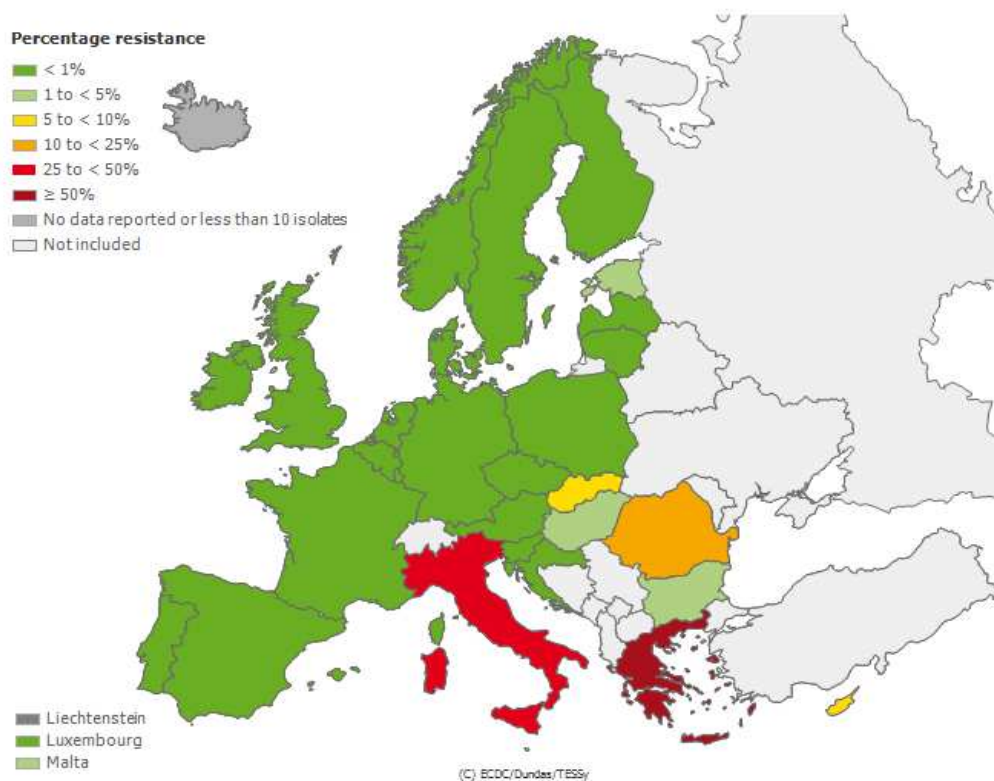 Percentage resistance
< 1%
1 to < 5%
5 to < 10%
10 to < 25%
25 to < 50%
≥ 50%
No data reported or less than 10 isolates
Not included
Liechtenstein
Luxembourg
Malta
(C) ECDC/Dundas/TESSy